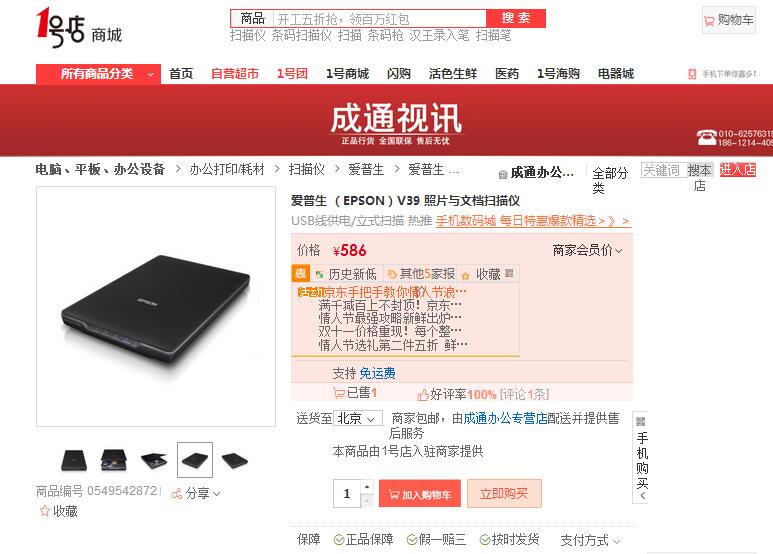 1号店 商城
商品 开工五折抢，领百万红包 搜 索
购物车
扫描仪 条码扫描仪 扫描 条码枪 汉王录入笔 扫描笔
所有商品分类 首页 自营超市 1号团 1号商城 闪购 活色生鲜 医药 1号海购 电器城 手机下单惊喜多!
成通视讯
正品行货 全国联保 售后无忧
010-6257631
186-1214-405
电脑、平板、办公设备 > 办公打印/耗材 > 扫描仪 > 爱普生 > 爱普生 ...
成通办公... 全部分类 关键词 搜本店 进入店
爱普生 （EPSON）V39 照片与文档扫描仪
USB线供电/立式扫描 热推 手机数码城 每日特惠爆款精选 > 》 >
价格 ¥586 商家会员价
惠 历史新低 其他5家报价 收藏
活动 京东手把手教你情人节浪...
满千减百上不封顶！京东...
情人节最强攻略新鲜出炉...
双十一价格重现！每个整...
情人节选礼第二件五折 鲜...
支持 免运费
已售1 好评率100% [评论1条]
送货至 北京 商家包邮，由成通办公专营店配送并提供售后服务
本商品由1号店入驻商家提供
手机购买 <
1 加入购物车 立即购买
EPSON
商品编号 0549542872 分享
收藏
保障 正品保障 假一赔三 按时发货 支付方式